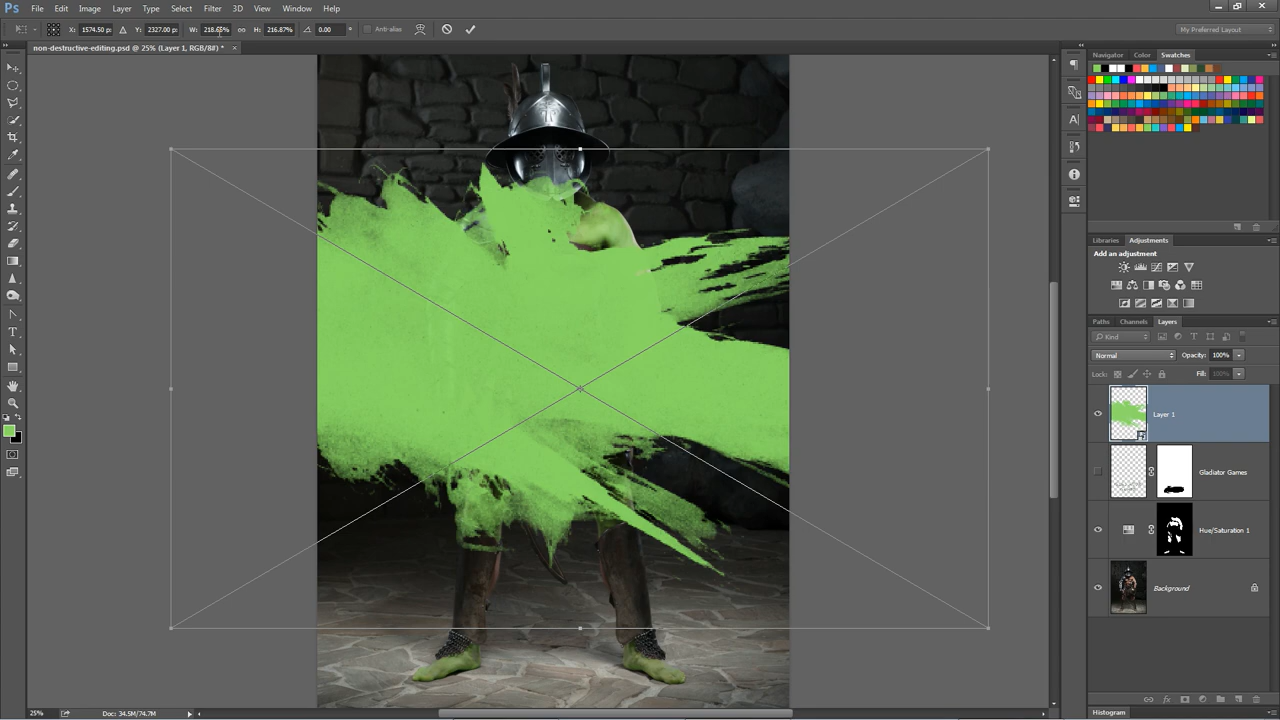 Ps File Edit Image Layer Type Select Filter 3D View Window Help
X: 1574.50 px Y: 2327.00 px W: 218.65% H: 216.87% 0.00 ° Anti-alias My Preferred Layout
non-destructive-editing.psd @ 25% (Layer 1, RGB/8#) * ×
Navigator Color Swatches
Libraries Adjustments
Add an adjustment
Paths Channels Layers
Kind
Normal Opacity: 100%
Lock: Fill: 100%
Layer 1
Gladiator Games
Hue/Saturation 1
Background
25% Doc: 34.5M/74.7M
Histogram